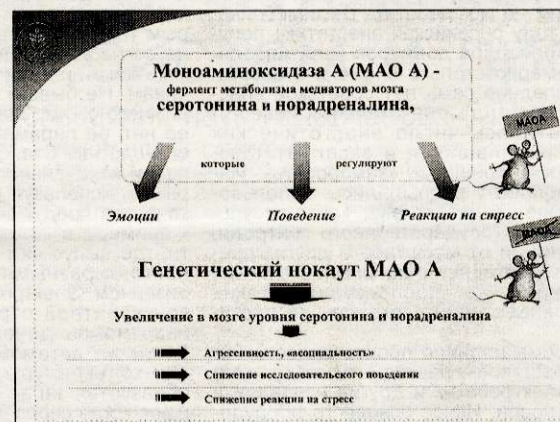 Моноаминоксидаза А (МАО А) -
фермент метаболизма медиаторов мозга
серотонина и норадреналина,
МАОА
которые регулируют
Эмоции Поведение Реакцию на стресс
МАОА
Генетический нокаут МАО А
Увеличение в мозге уровня серотонина и норадреналина
Агрессивность, «асоциальность»
Снижение исследовательского поведения
Снижение реакции на стресс